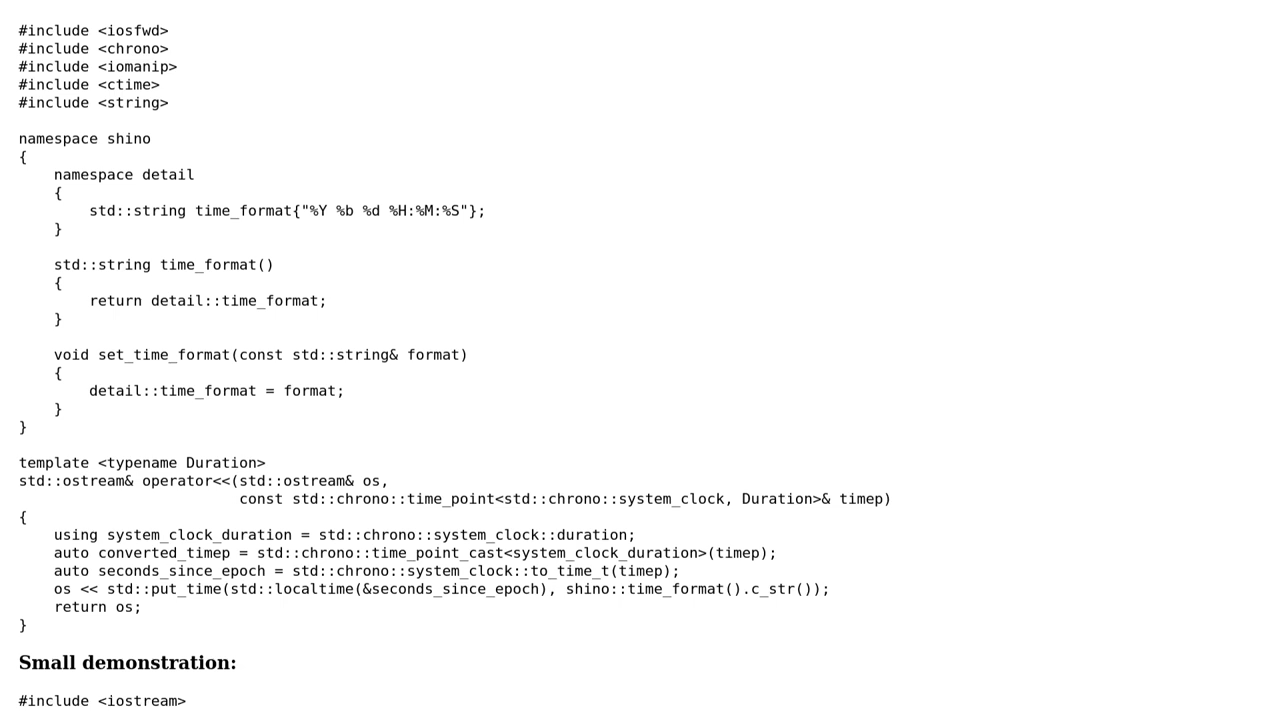 #include <iosfwd>
#include <chrono>
#include <iomanip>
#include <ctime>
#include <string>

namespace shino
{
    namespace detail
    {
        std::string time_format{"%Y %b %d %H:%M:%S"};
    }

    std::string time_format()
    {
        return detail::time_format;
    }

    void set_time_format(const std::string& format)
    {
        detail::time_format = format;
    }
}

template <typename Duration>
std::ostream& operator<<(std::ostream& os,
                         const std::chrono::time_point<std::chrono::system_clock, Duration>& timep)
{
    using system_clock_duration = std::chrono::system_clock::duration;
    auto converted_timep = std::chrono::time_point_cast<system_clock_duration>(timep);
    auto seconds_since_epoch = std::chrono::system_clock::to_time_t(timep);
    os << std::put_time(std::localtime(&seconds_since_epoch), shino::time_format().c_str());
    return os;
}

Small demonstration:

#include <iostream>